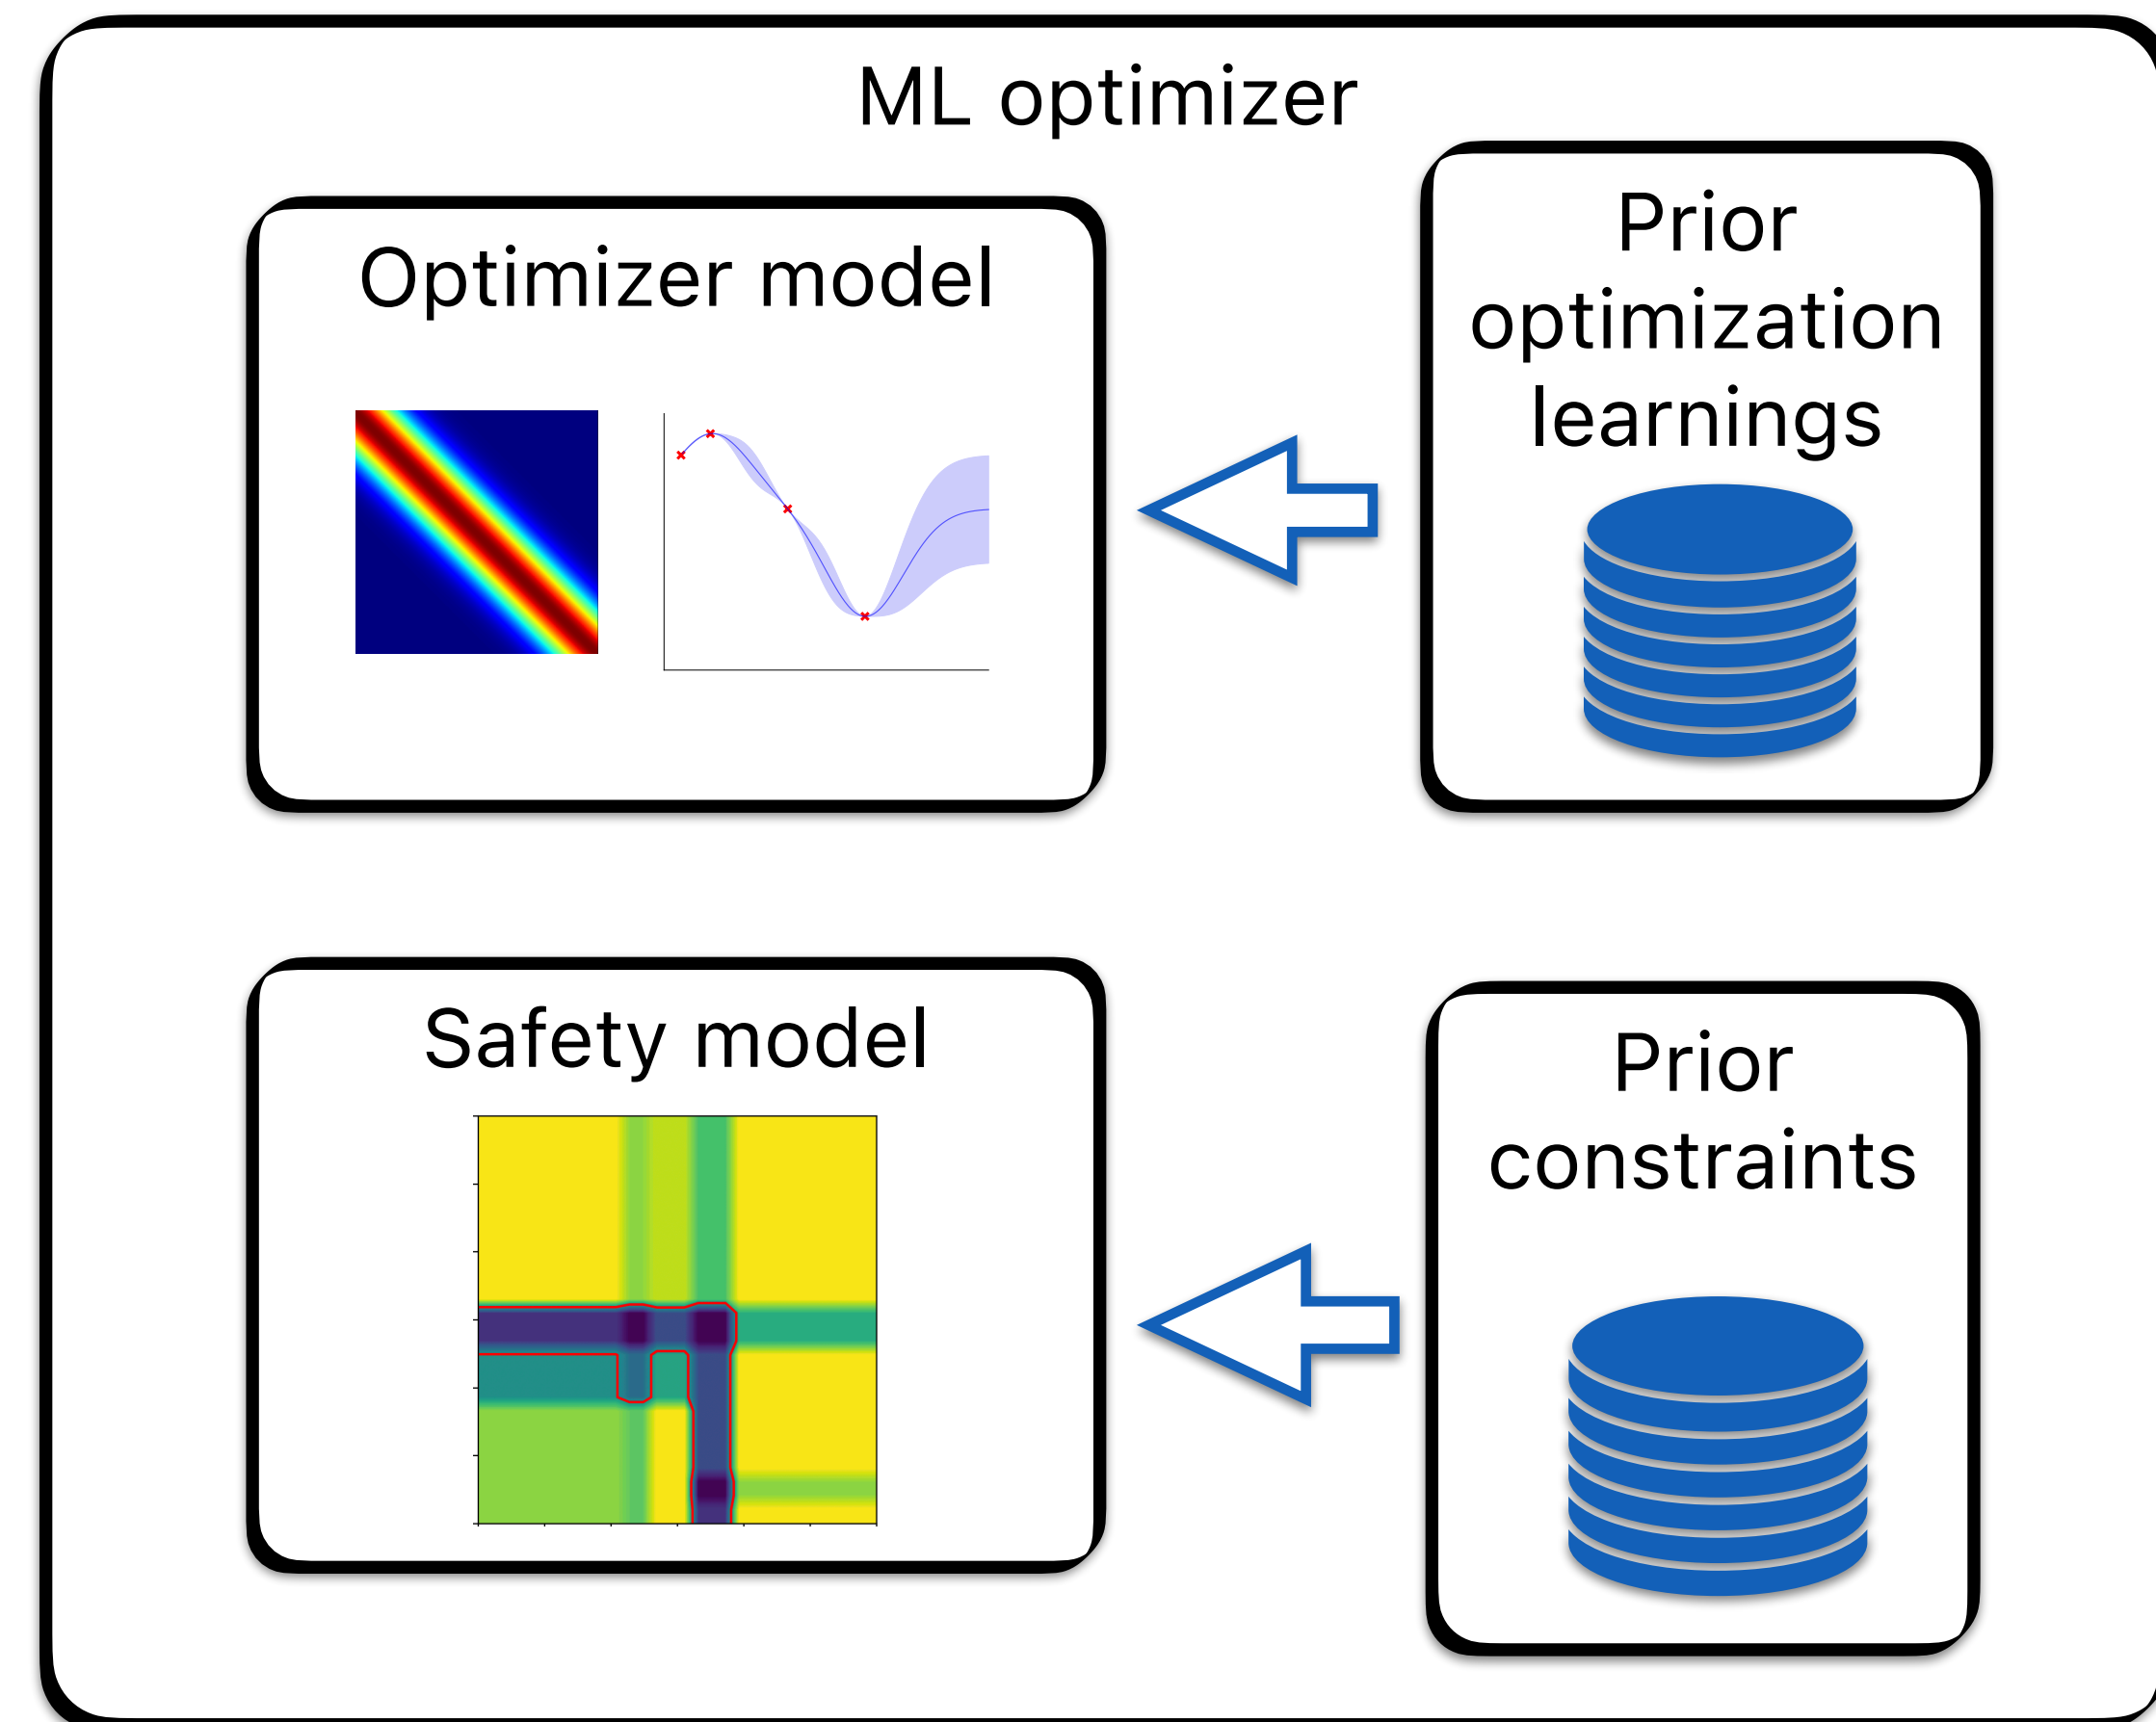 ML optimizer
Optimizer model
Prior
optimization
learnings
Safety model
Prior
constraints